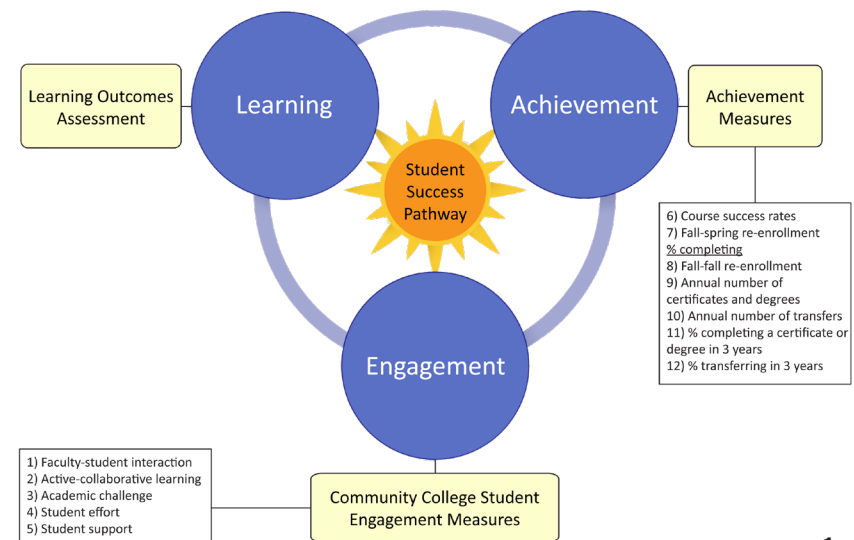 Learning
Achievement
Learning Outcomes
Assessment
Achievement
Measures
Student
Success
Pathway
6) Course success rates
7) Fall-spring re-enrollment
% completing
8) Fall-fall re-enrollment
9) Annual number of
certificates and degrees
10) Annual number of transfers
11) % completing a certificate or
degree in 3 years
12) % transferring in 3 years
Engagement
1) Faculty-student interaction
2) Active-collaborative learning
3) Academic challenge
4) Student effort
5) Student support
Community College Student
Engagement Measures